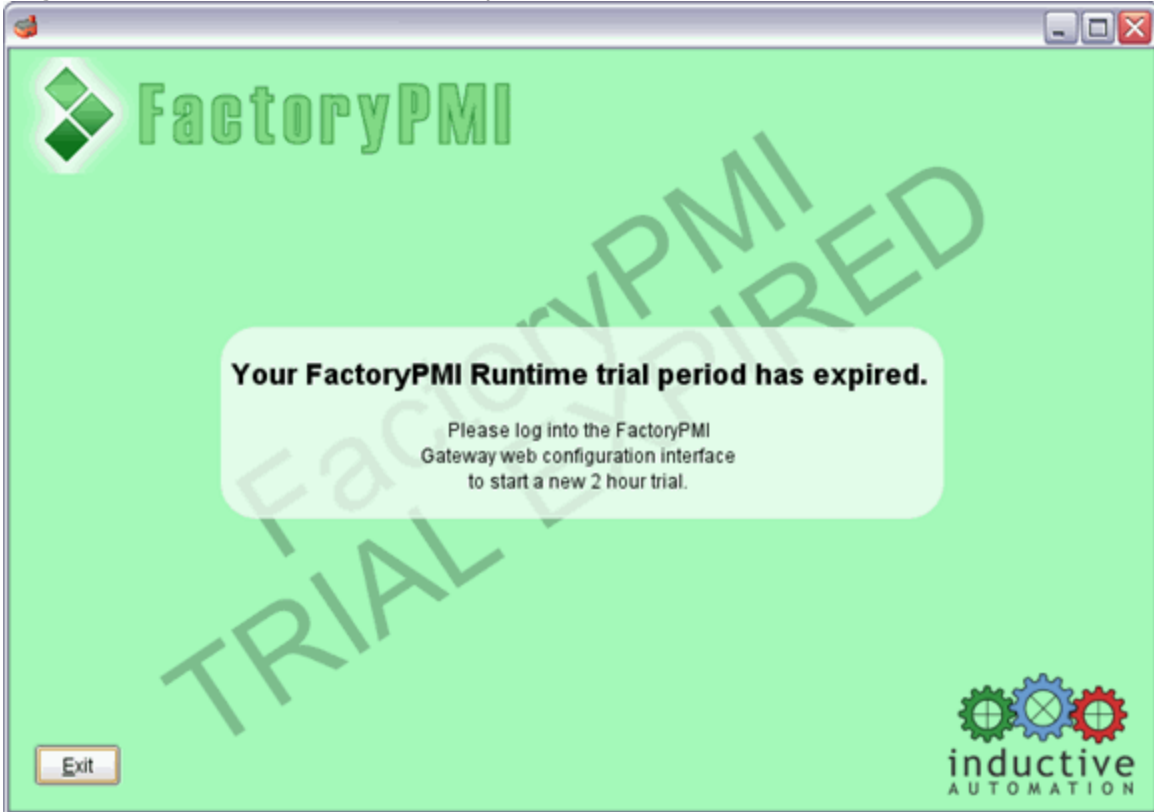 FactoryPMI
FactoryPMI
TRIAL EXPIRED
Your FactoryPMI Runtime trial period has expired.
Please log into the FactoryPMI
Gateway web configuration interface
to start a new 2 hour trial.
Exit
inductive
AUTOMATION